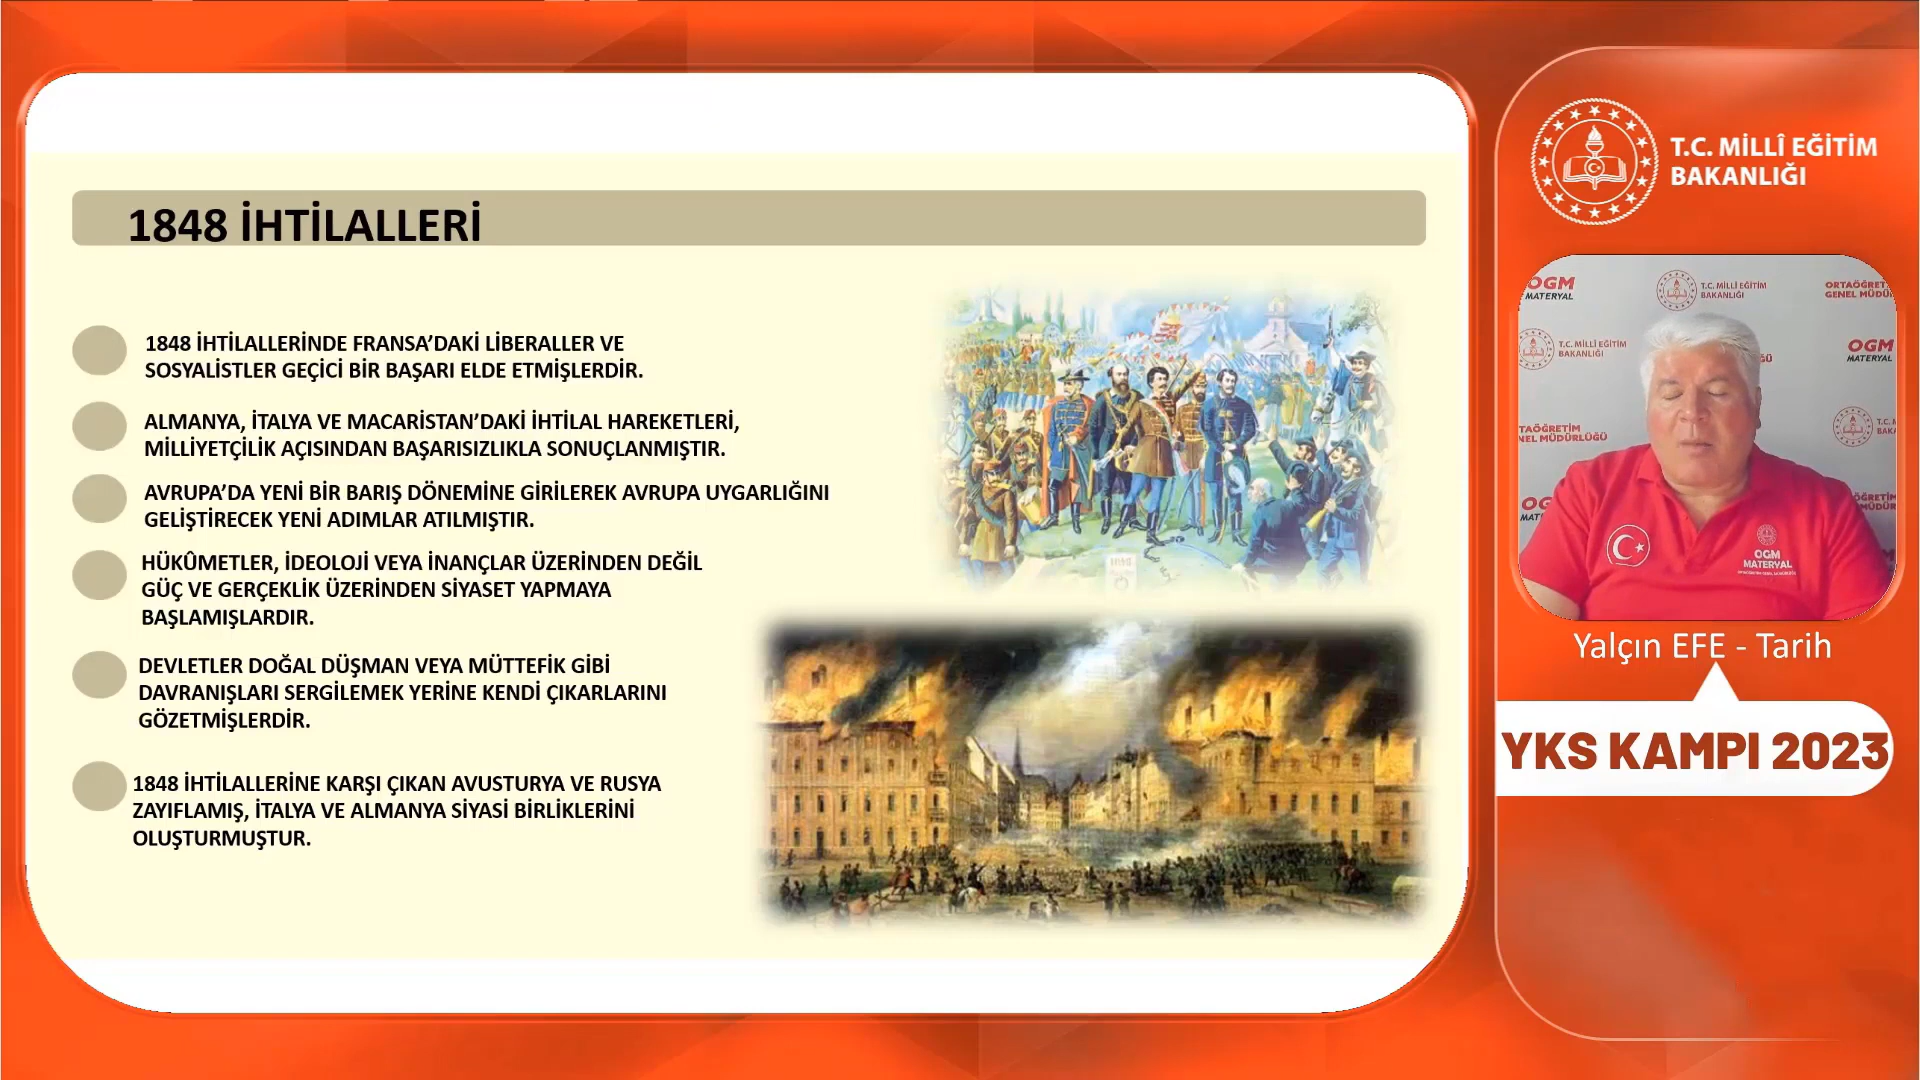 1848 İHTİLALLERİ
1848 İHTİLALLERİNDE FRANSA’DAKİ LİBERALLER VE
SOSYALİSTLER GEÇİCİ BİR BAŞARI ELDE ETMİŞLERDİR.
ALMANYA, İTALYA VE MACARİSTAN’DAKİ İHTİLAL HAREKETLERİ,
MİLLİYETÇİLİK AÇISINDAN BAŞARISIZLIKLA SONUÇLANMIŞTIR.
AVRUPA’DA YENİ BİR BARIŞ DÖNEMİNE GİRİLEREK AVRUPA UYGARLIĞINI
GELİŞTİRECEK YENİ ADIMLAR ATILMIŞTIR.
HÜKÛMETLER, İDEOLOJİ VEYA İNANÇLAR ÜZERİNDEN DEĞİL
GÜÇ VE GERÇEKLİK ÜZERİNDEN SİYASET YAPMAYA
BAŞLAMIŞLARDIR.
DEVLETLER DOĞAL DÜŞMAN VEYA MÜTTEFİK GİBİ
DAVRANIŞLARI SERGİLEMEK YERİNE KENDİ ÇIKARLARINI
GÖZETMİŞLERDİR.
1848 İHTİLALLERİNE KARŞI ÇIKAN AVUSTURYA VE RUSYA
ZAYIFLAMIŞ, İTALYA VE ALMANYA SİYASİ BİRLİKLERİNİ
OLUŞTURMUŞTUR.
T.C. MİLLÎ EĞİTİM
BAKANLIĞI
OGM
MATERYAL
T.C. MİLLÎ EĞİTİM
BAKANLIĞI
ORTAÖĞRET
GENEL MÜDÜR
T.C. MİLLÎ EĞİTİM
BAKANLIĞI
OGM
MATERYAL
TAÖĞRETİM
NEL MÜDÜRLÜĞÜ
OGM
MATERYAL
Yalçın EFE - Tarih
YKS KAMPI 2023